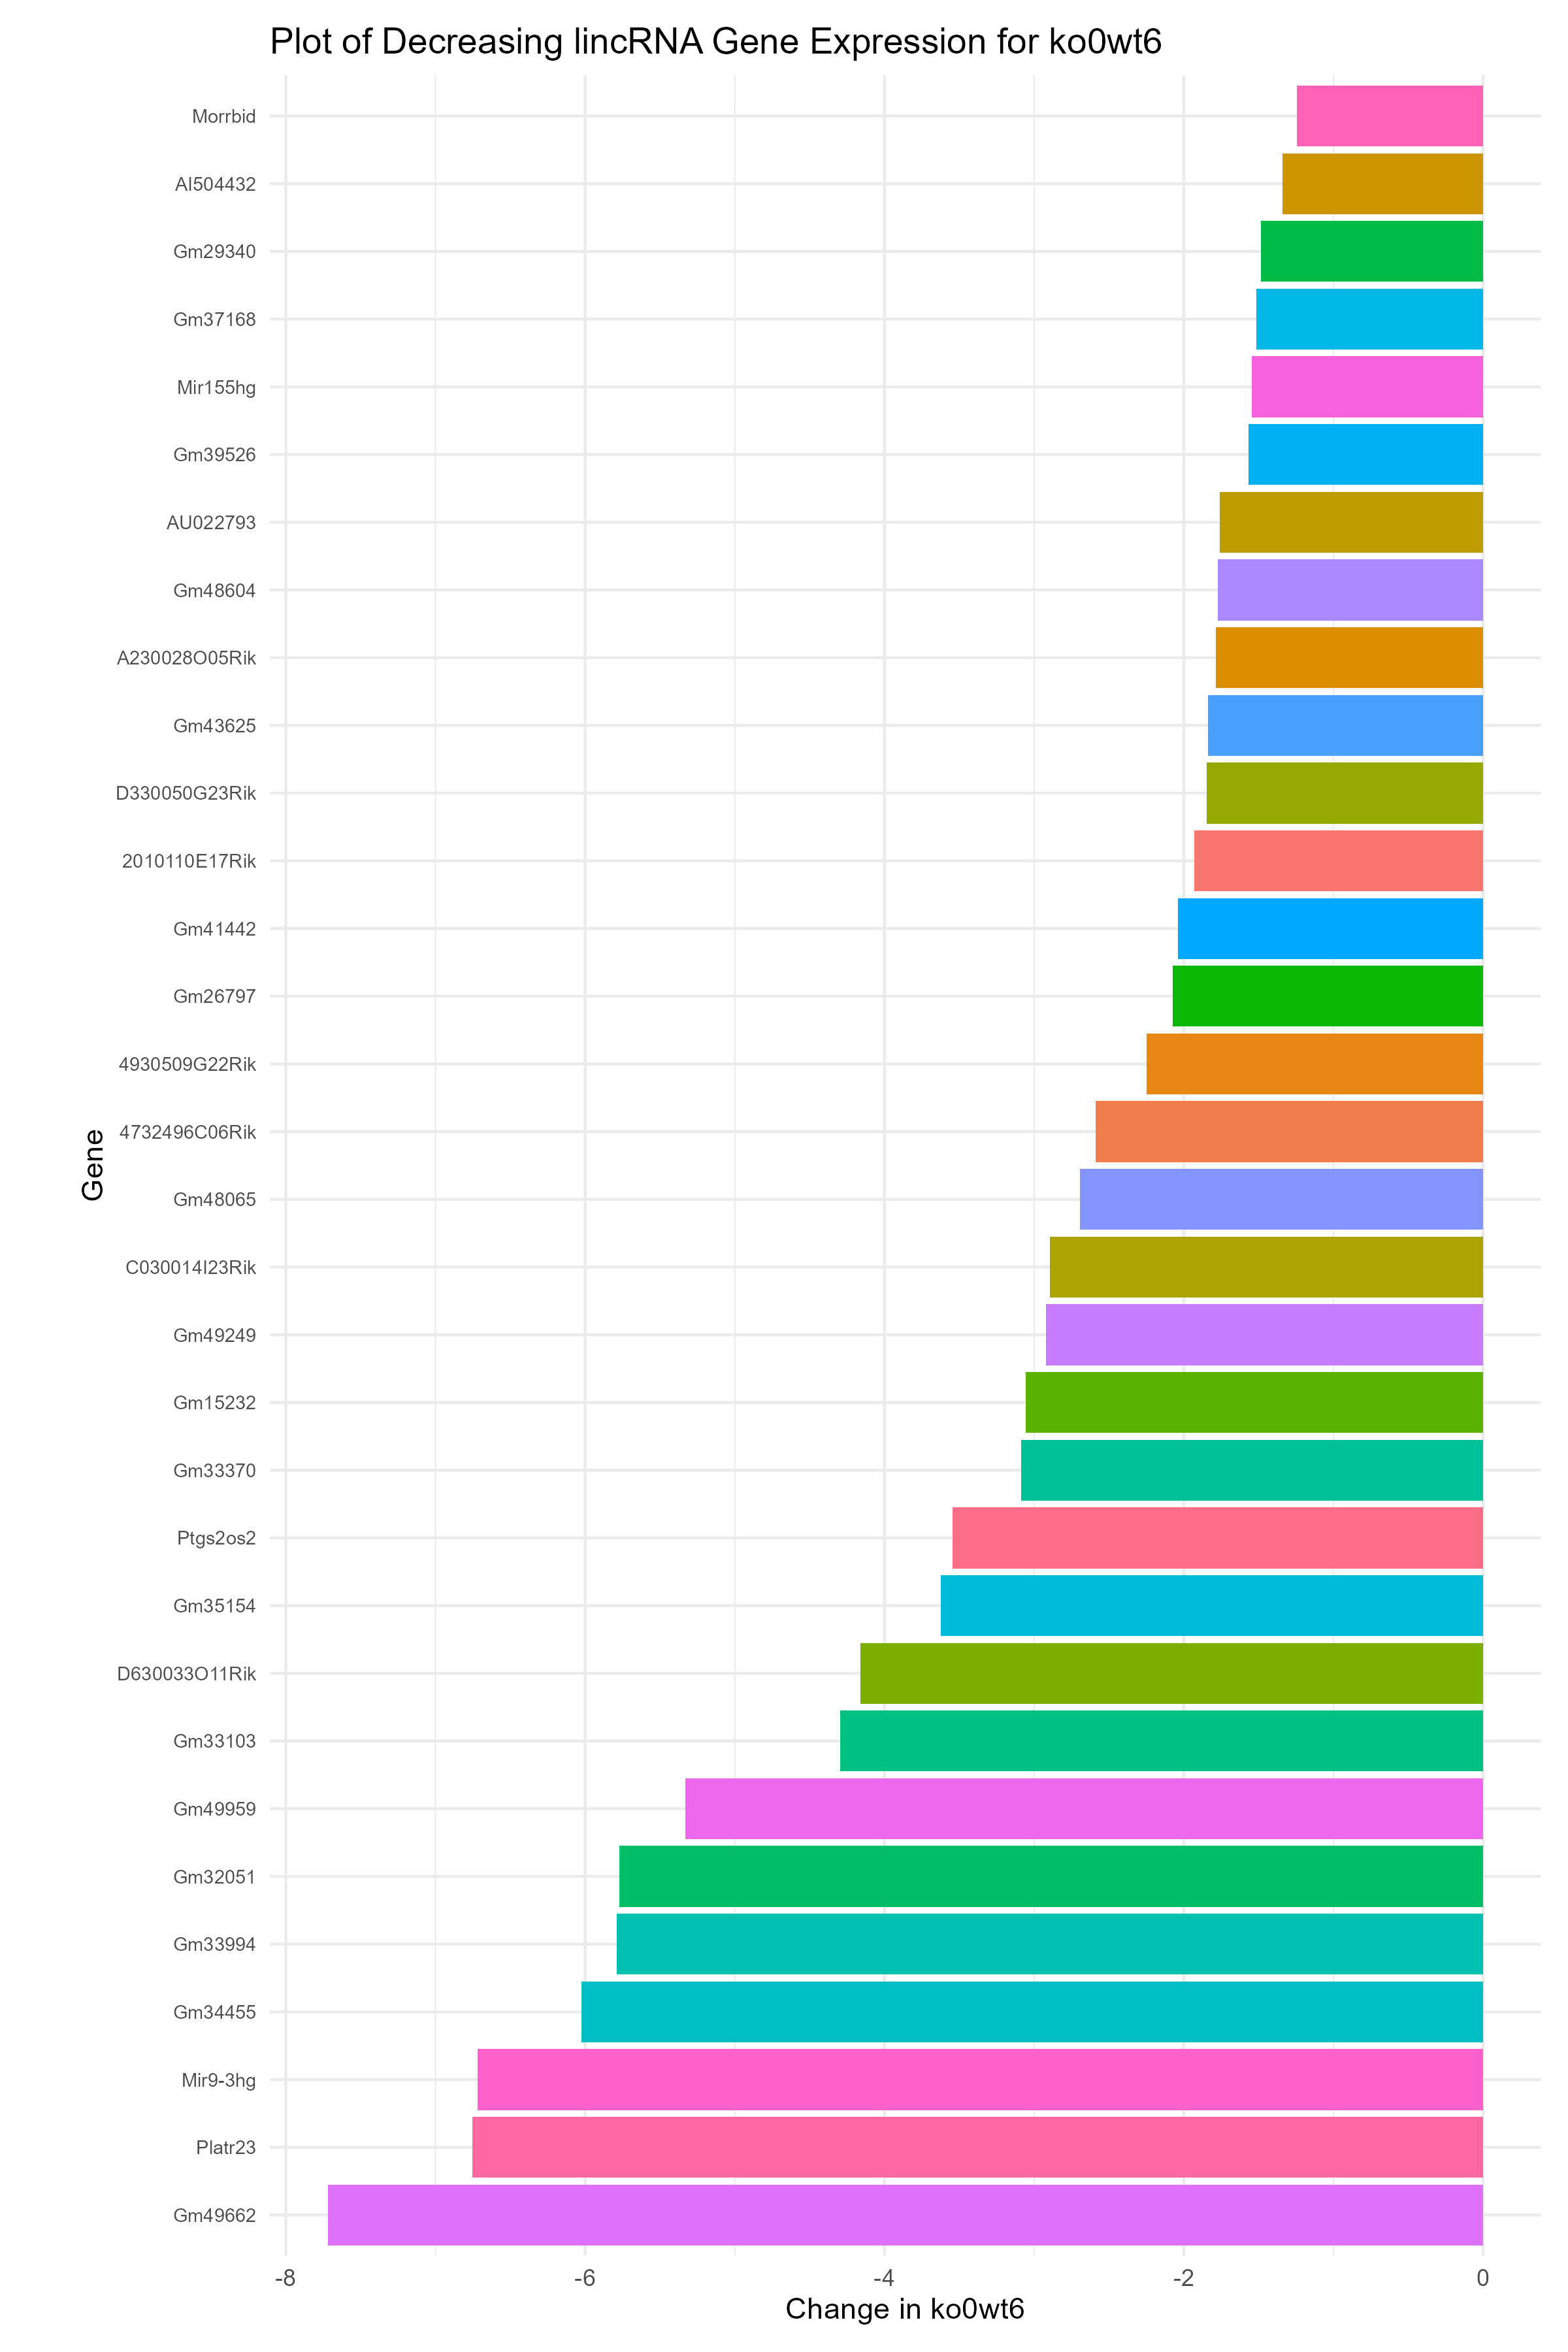 Plot of Decreasing lincRNA Gene Expression for ko0wt6
Morrbid
AI504432
Gm29340
Gm37168
Mir155hg
Gm39526
AU022793
Gm48604
A230028O05Rik
Gm43625
D330050G23Rik
2010110E17Rik
Gm41442
Gm26797
4930509G22Rik
4732496C06Rik
Gm48065
C030014I23Rik
Gm49249
Gm15232
Gm33370
Ptgs2os2
Gm35154
D630033O11Rik
Gm33103
Gm49959
Gm32051
Gm33994
Gm34455
Mir9-3hg
Platr23
Gm49662
Gene
-8 -6 -4 -2 0
Change in ko0wt6